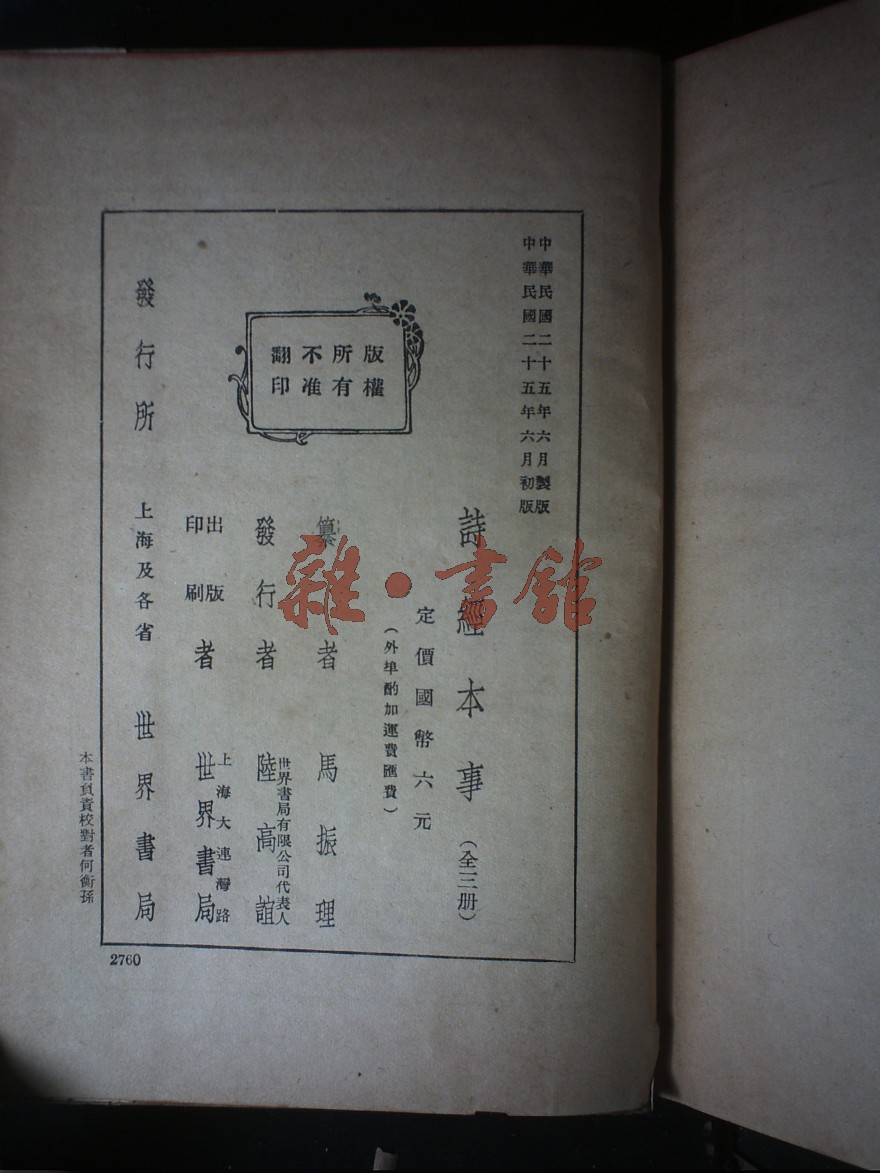 中華民國二十五年六月製版
中華民國二十五年六月初版
詩經本事（全三册）
定價國幣六元
（外埠酌加運費匯費）
版權
所有
不准
翻印
纂者 馬振理
發行者 世界書局有限公司代表人 陸高誼
出版
印刷者 上海大連灣路 世界書局
發行所 上海及各省 世界書局
本書負責校對者何衡孫
2760
雜·書館